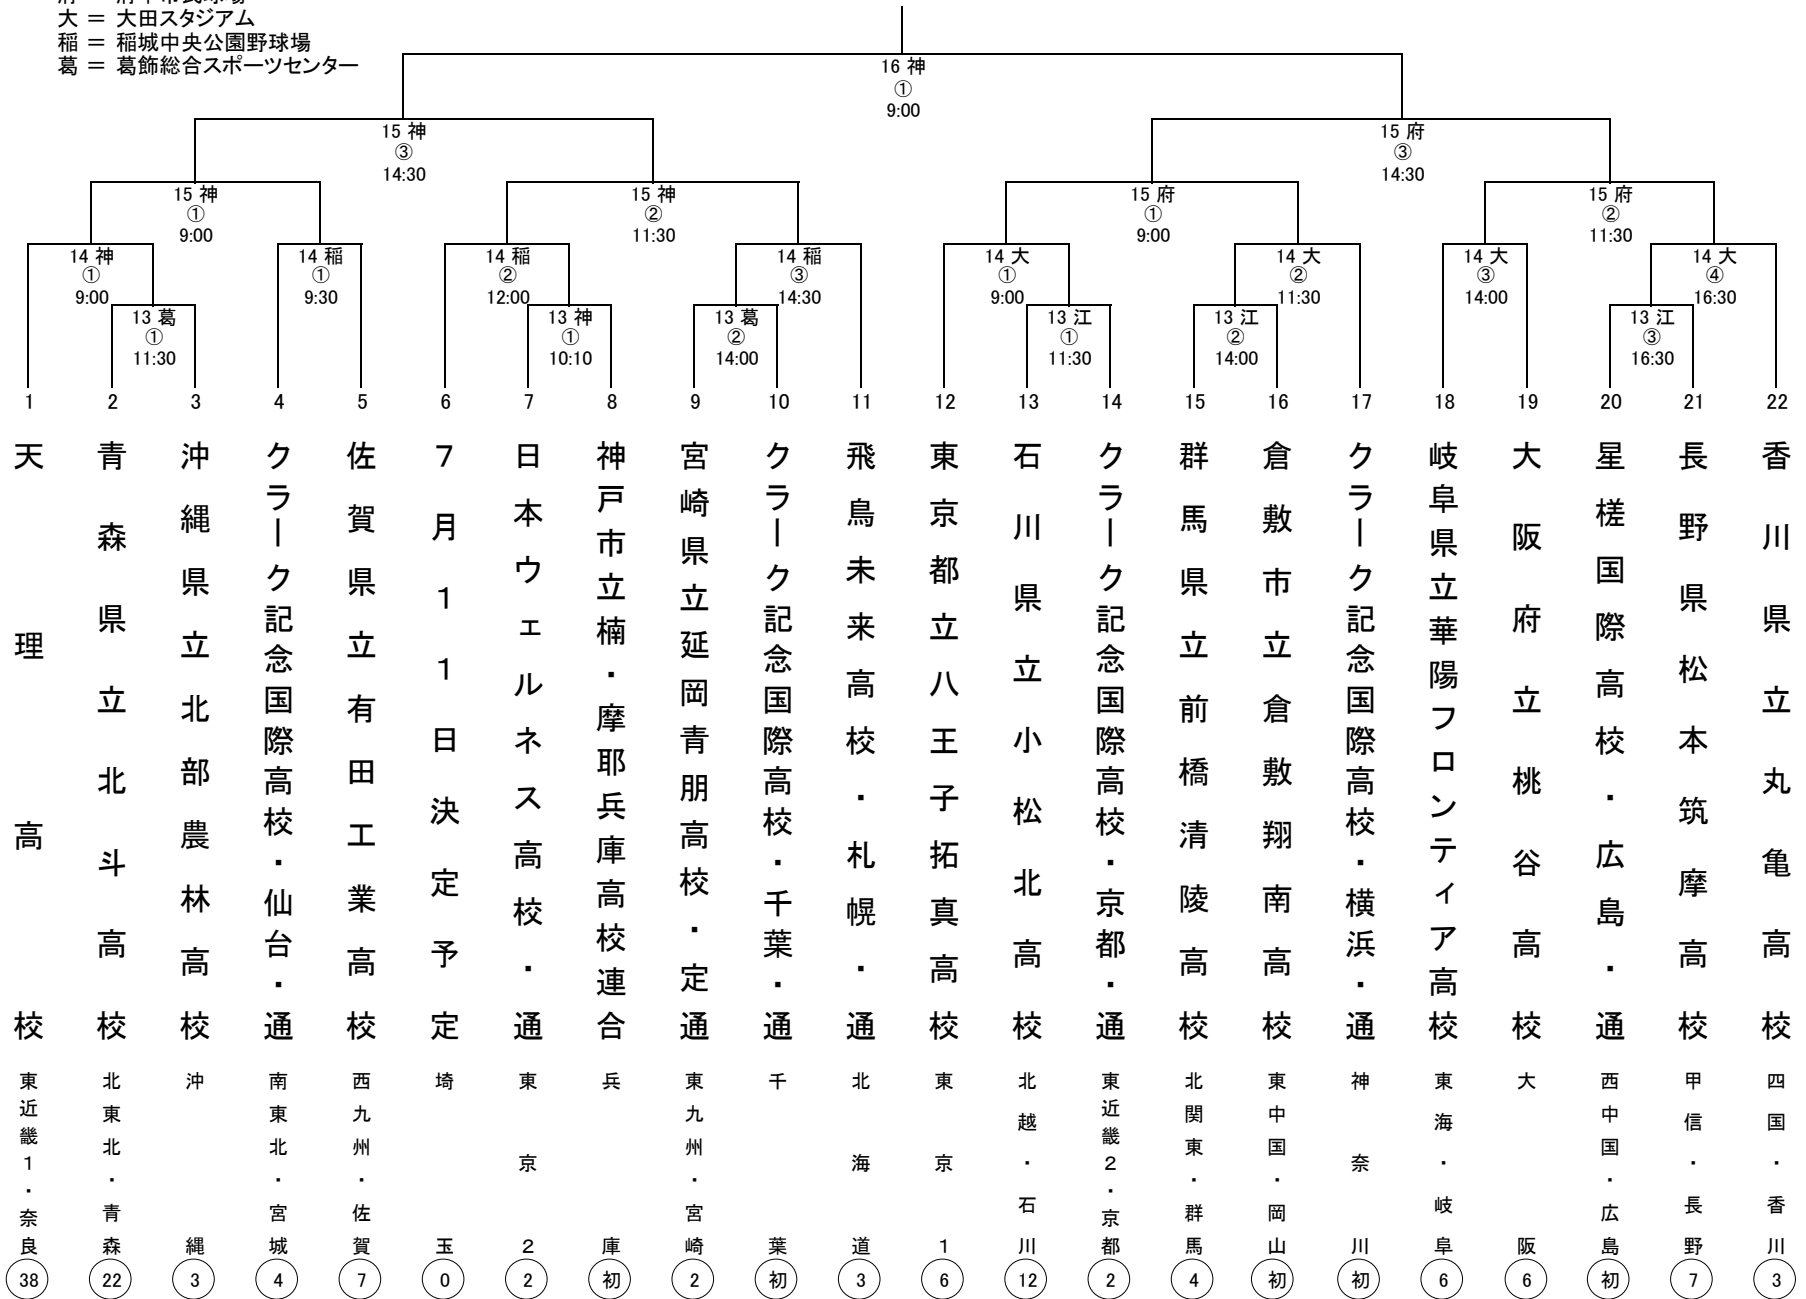 大 ＝ 大田スタジアム
稲 ＝ 稲城中央公園野球場
葛 ＝ 葛飾総合スポーツセンター
16 神
①
9:00
15 神
③
14:30
15 府
③
14:30
15 神
①
9:00
15 神
②
11:30
15 府
①
9:00
15 府
②
11:30
14 神
①
9:00
14 稲
①
9:30
14 稲
②
12:00
14 稲
③
14:30
14 大
①
9:00
14 大
②
11:30
14 大
③
14:00
14 大
④
16:30
13 葛
①
11:30
13 神
①
10:10
13 葛
②
14:00
13 江
①
11:30
13 江
②
14:00
13 江
③
16:30
1
天理高校
東近畿１・奈良
38
2
青森県立北斗高校
北東北・青森
22
3
沖縄県立北部農林高校
沖縄
3
4
クラーク記念国際高校・仙台・通
南東北・宮城
4
5
佐賀県立有田工業高校
西九州・佐賀
7
6
７月１１日決定予定
埼玉
0
7
日本ウェルネス高校・通
東京２
2
8
神戸市立楠・摩耶兵庫高校連合
兵庫
初
9
宮崎県立延岡青朋高校・定通
東九州・宮崎
2
10
クラーク記念国際高校・千葉・通
千葉
初
11
飛鳥未来高校・札幌・通
北海道
3
12
東京都立八王子拓真高校
東京１
6
13
石川県立小松北高校
北越・石川
12
14
クラーク記念国際高校・京都・通
東近畿２・京都
2
15
群馬県立前橋清陵高校
北関東・群馬
4
16
倉敷市立倉敷翔南高校
東中国・岡山
初
17
クラーク記念国際高校・横浜・通
神奈川
初
18
岐阜県立華陽フロンティア高校
東海・岐阜
6
19
大阪府立桃谷高校
大阪
6
20
星槎国際高校・広島・通
西中国・広島
初
21
長野県松本筑摩高校
甲信・長野
7
22
香川県立丸亀高校
四国・香川
3